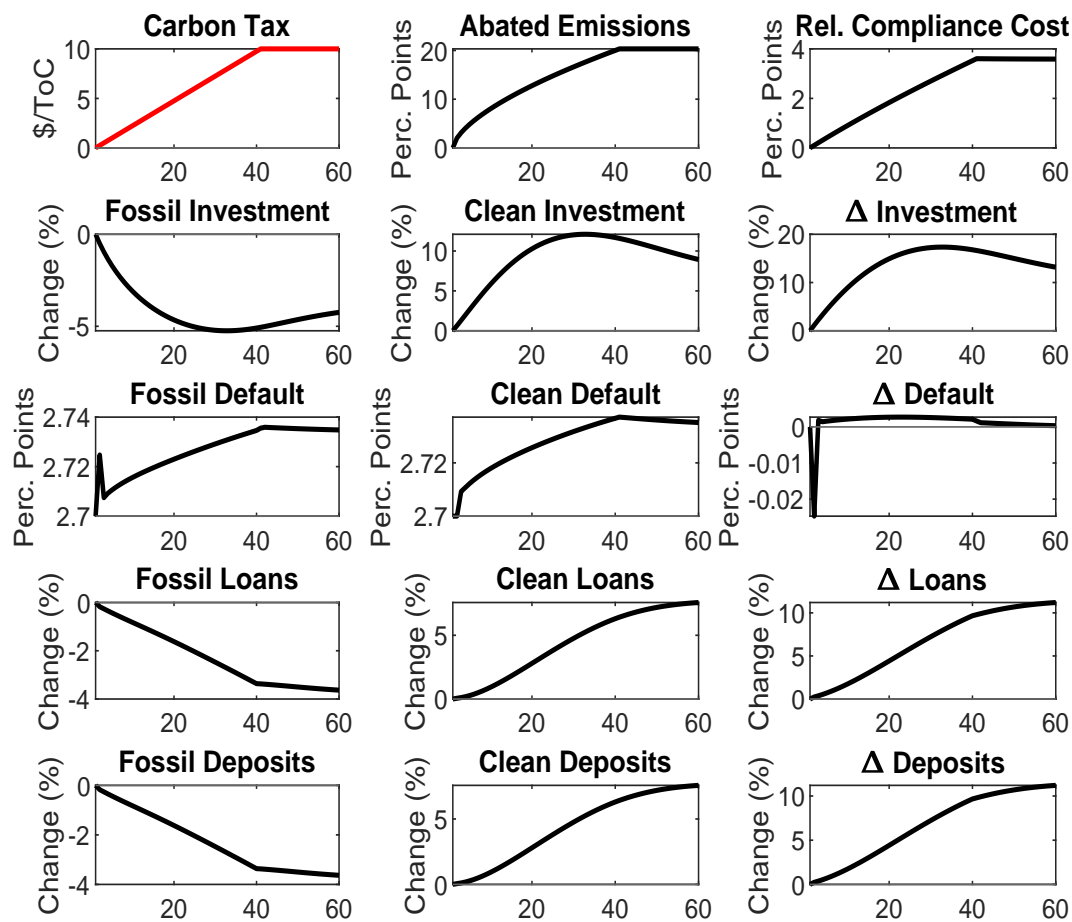 Carbon Tax
$/ToC
10
5
0
20
40
60
Abated Emissions
Perc. Points
20
10
0
20
40
60
Rel. Compliance Cost
Perc. Points
4
2
0
20
40
60
Fossil Investment
Change (%)
0
-5
20
40
60
Clean Investment
Change (%)
10
5
0
20
40
60
Δ Investment
Change (%)
20
10
0
20
40
60
Fossil Default
Perc. Points
2.74
2.72
2.7
20
40
60
Clean Default
Perc. Points
2.72
2.7
20
40
60
Δ Default
Perc. Points
0
-0.01
-0.02
20
40
60
Fossil Loans
Change (%)
0
-2
-4
20
40
60
Clean Loans
Change (%)
5
0
20
40
60
Δ Loans
Change (%)
10
5
0
20
40
60
Fossil Deposits
Change (%)
0
-2
-4
20
40
60
Clean Deposits
Change (%)
5
0
20
40
60
Δ Deposits
Change (%)
10
5
0
20
40
60